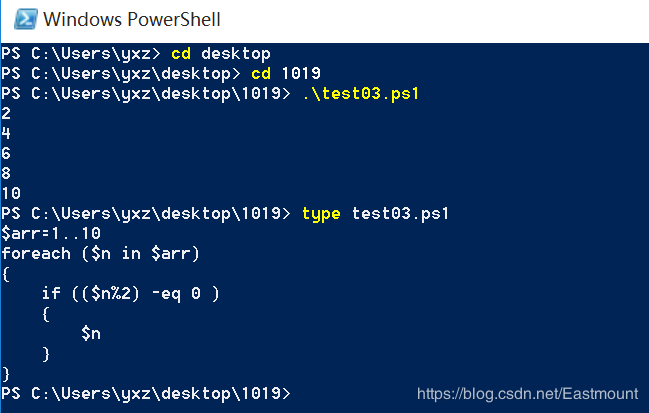 Windows PowerShell
PS C:\Users\yxz> cd desktop
PS C:\Users\yxz\desktop> cd 1019
PS C:\Users\yxz\desktop\1019> .\test03.ps1
2
4
6
8
10
PS C:\Users\yxz\desktop\1019> type test03.ps1
$arr=1..10
foreach ($n in $arr)
{
    if (($n%2) -eq 0 )
    {
        $n
    }
}
PS C:\Users\yxz\desktop\1019>
https://blog.csdn.net/Eastmount